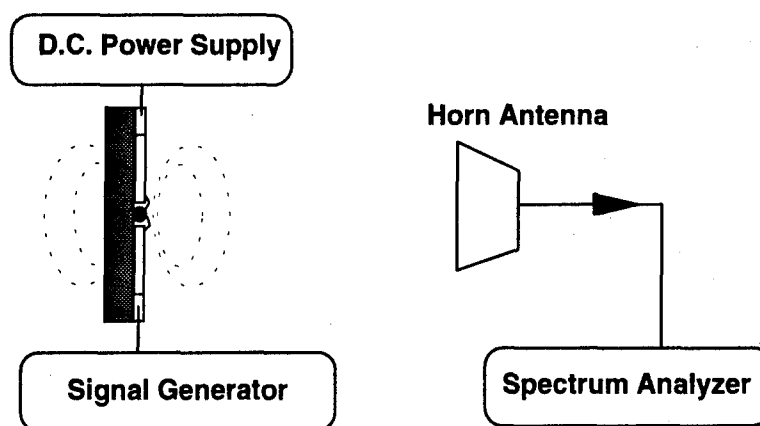 D.C. Power Supply
Horn Antenna
Signal Generator
Spectrum Analyzer